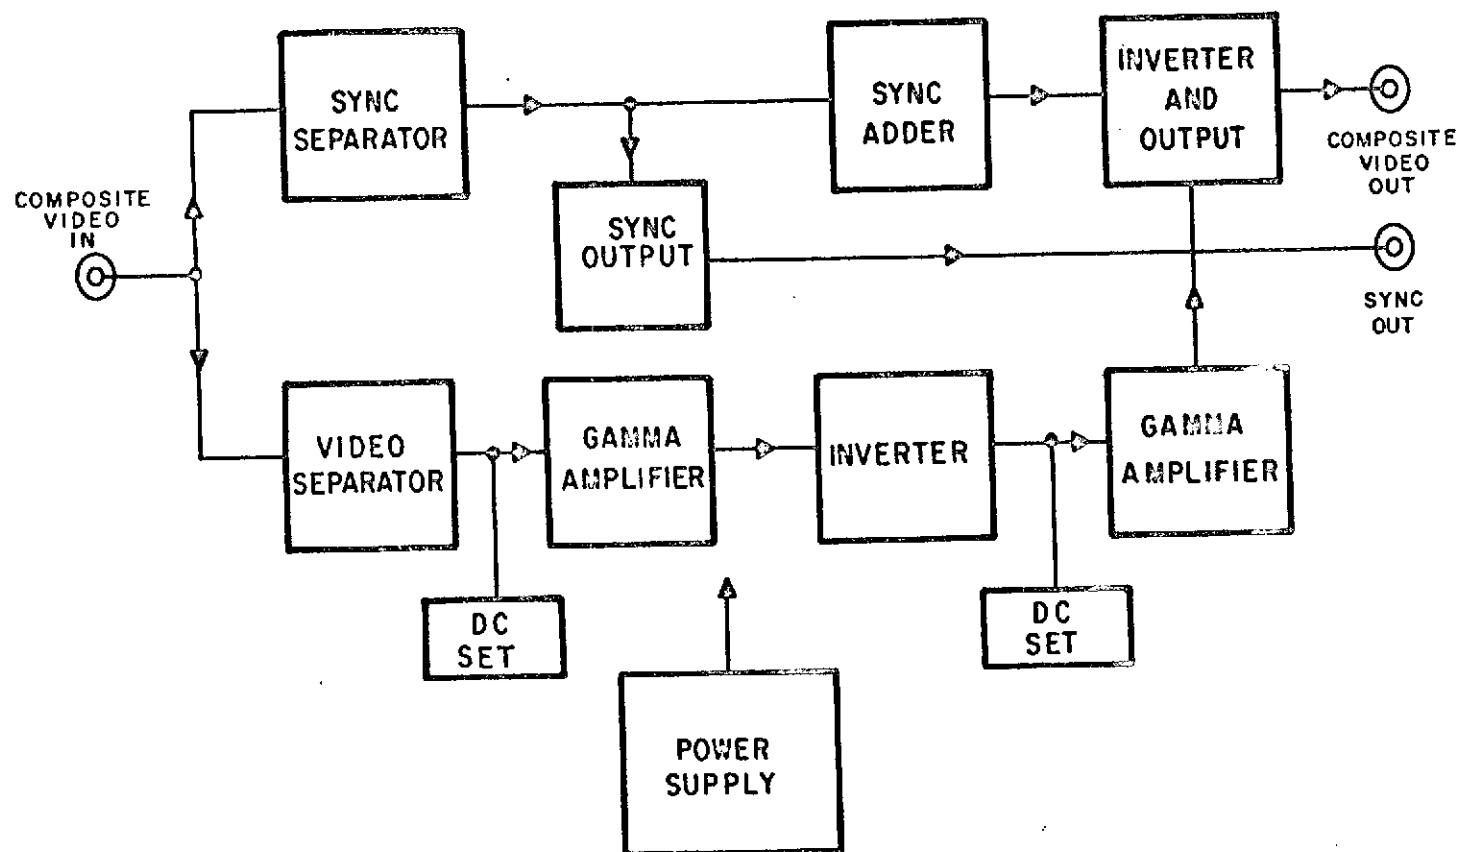 SYNC
SEPARATOR
SYNC
ADDER
INVERTER
AND
OUTPUT
COMPOSITE
VIDEO
OUT
COMPOSITE
VIDEO
IN
SYNC
OUTPUT
SYNC
OUT
VIDEO
SEPARATOR
GAMMA
AMPLIFIER
INVERTER
GAMMA
AMPLIFIER
DC
SET
DC
SET
POWER
SUPPLY